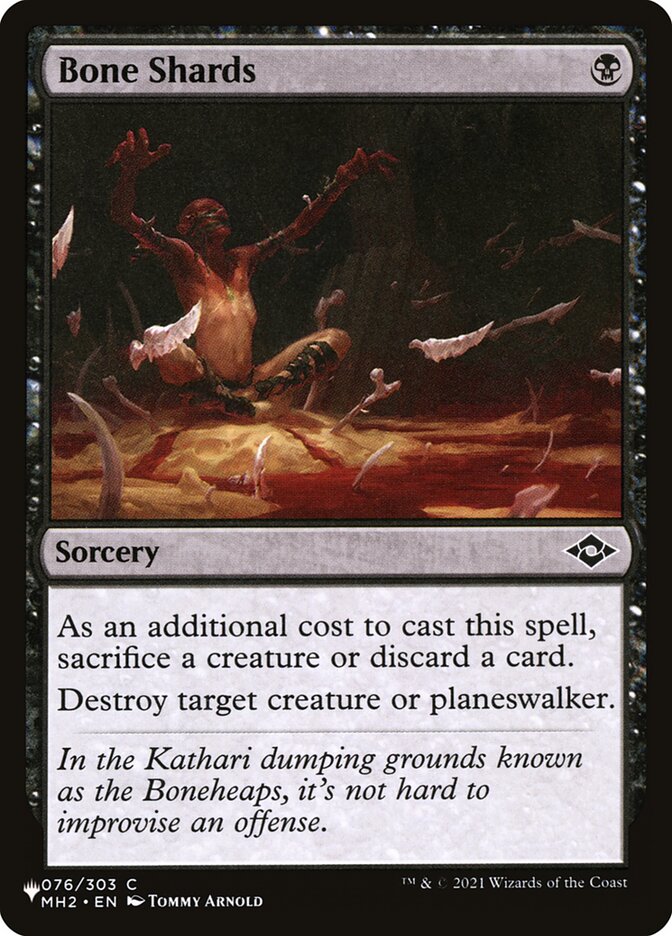 Bone Shards
Sorcery
As an additional cost to cast this spell,
sacrifice a creature or discard a card.
Destroy target creature or planeswalker.
In the Kathari dumping grounds known
as the Boneheaps, it's not hard to
improvise an offense.
076/303 C
MH2 • EN Tommy Arnold
™ & © 2021 Wizards of the Coast